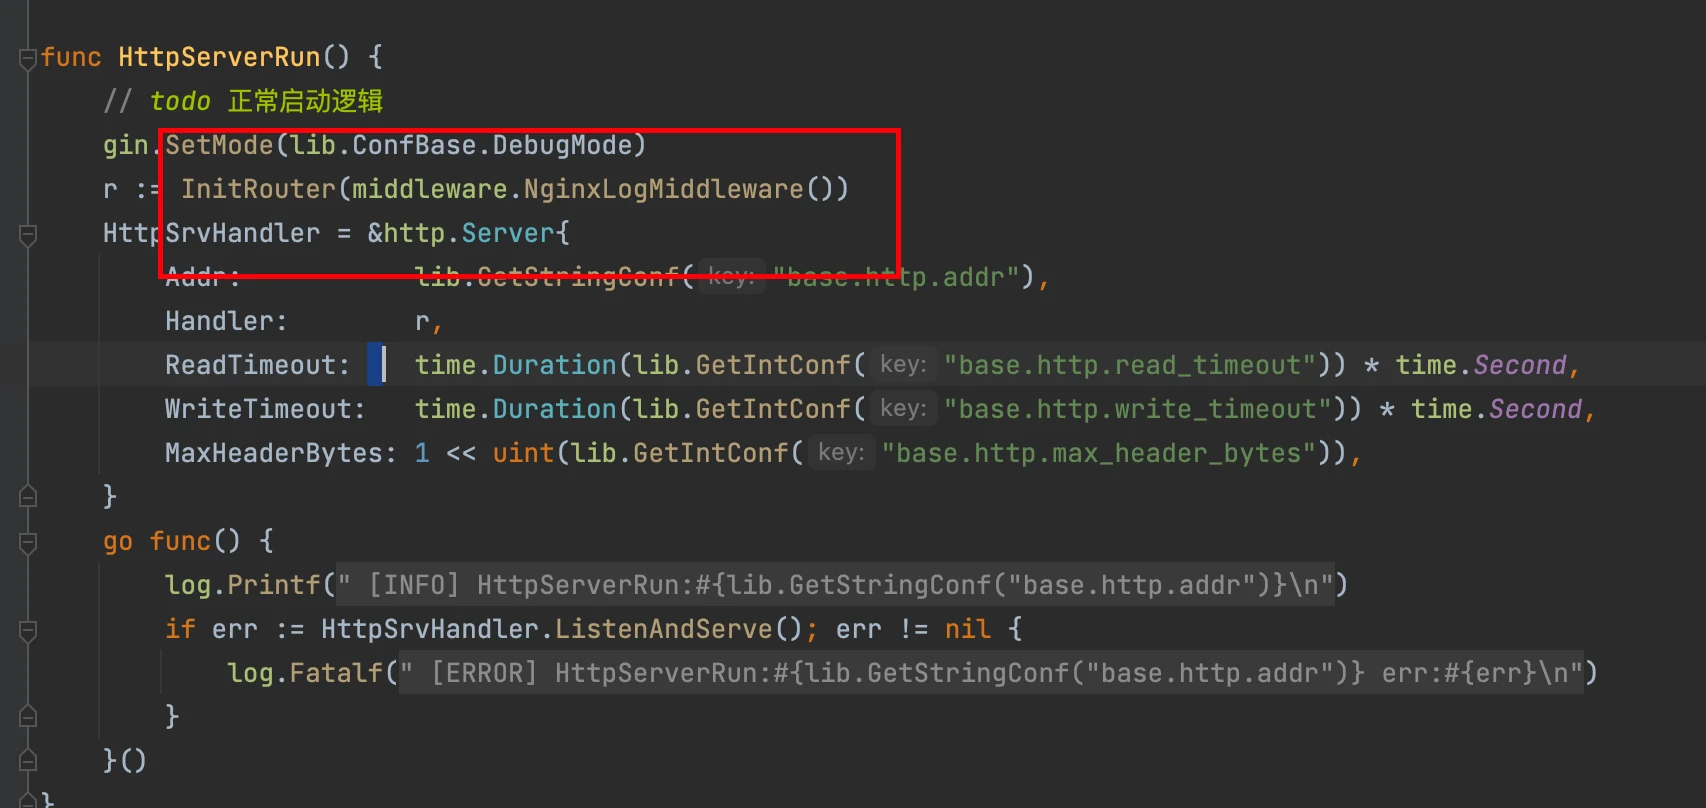 func HttpServerRun() {
// todo 正常启动逻辑
gin.SetMode(lib.ConfBase.DebugMode)
r := InitRouter(middleware.NginxLogMiddleware())
HttpSrvHandler = &http.Server{
Addr: lib.GetStringConf( key: "base.http.addr"),
Handler: r,
ReadTimeout: time.Duration(lib.GetIntConf( key: "base.http.read_timeout")) * time.Second,
WriteTimeout: time.Duration(lib.GetIntConf( key: "base.http.write_timeout")) * time.Second,
MaxHeaderBytes: 1 << uint(lib.GetIntConf( key: "base.http.max_header_bytes")),
}
go func() {
log.Printf(" [INFO] HttpServerRun:#{lib.GetStringConf("base.http.addr")}\n")
if err := HttpSrvHandler.ListenAndServe(); err != nil {
log.Fatalf(" [ERROR] HttpServerRun:#{lib.GetStringConf("base.http.addr")} err:#{err}\n")
}
}()
}